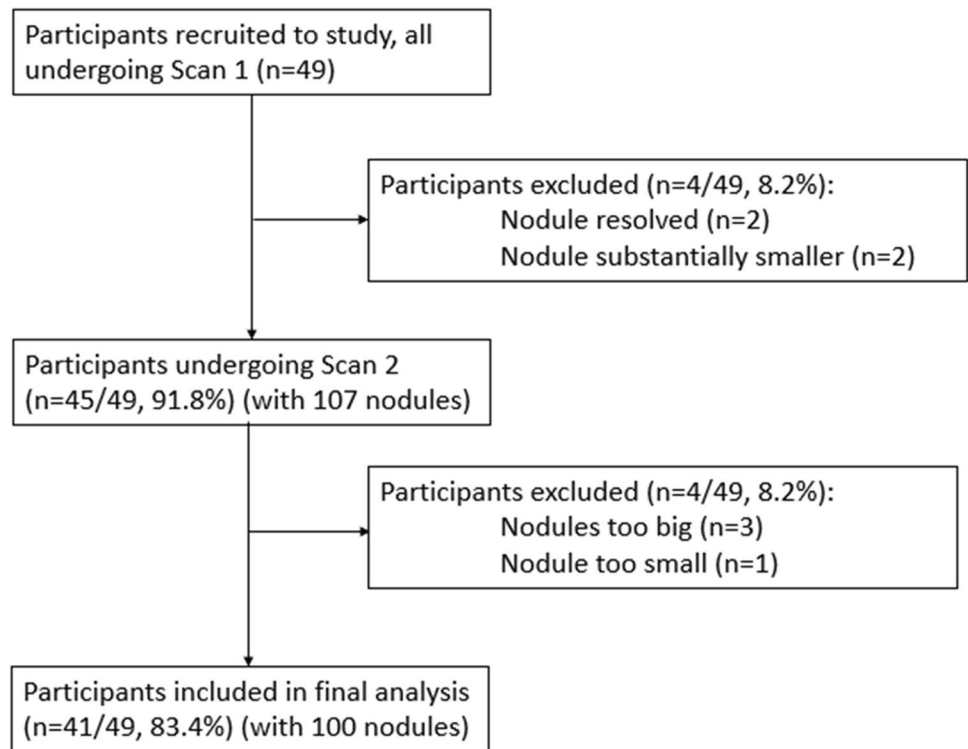 Participants recruited to study, all
undergoing Scan 1 (n=49)
Participants excluded (n=4/49, 8.2%):
Nodule resolved (n=2)
Nodule substantially smaller (n=2)
Participants undergoing Scan 2
(n=45/49, 91.8%) (with 107 nodules)
Participants excluded (n=4/49, 8.2%):
Nodules too big (n=3)
Nodule too small (n=1)
Participants included in final analysis
(n=41/49, 83.4%) (with 100 nodules)